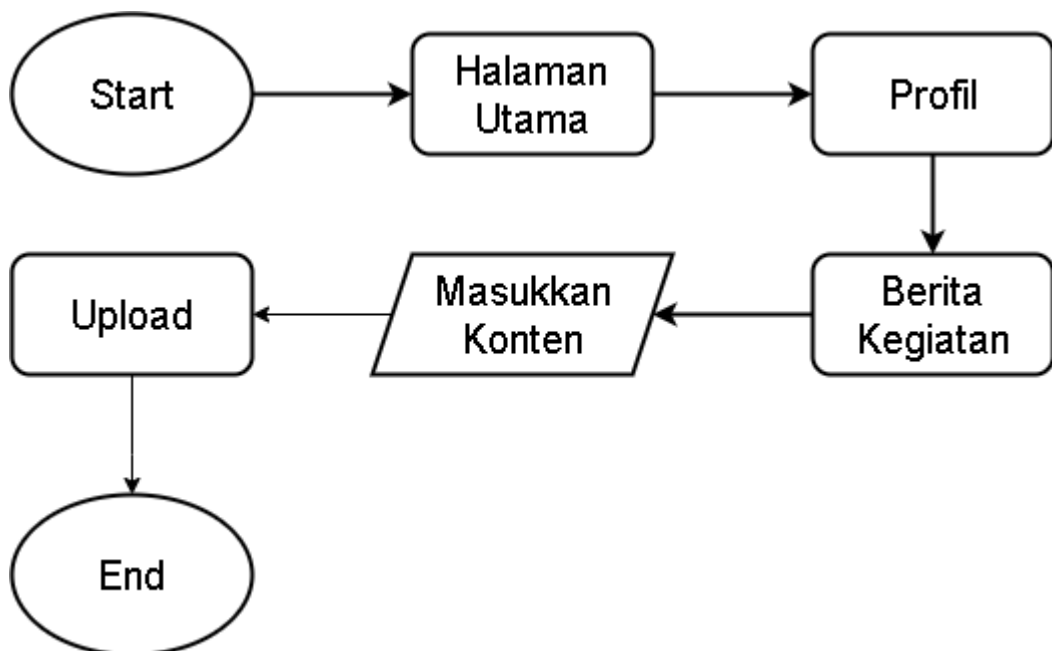 Start
Halaman
Utama
Profil
Berita
Kegiatan
Masukkan
Konten
Upload
End